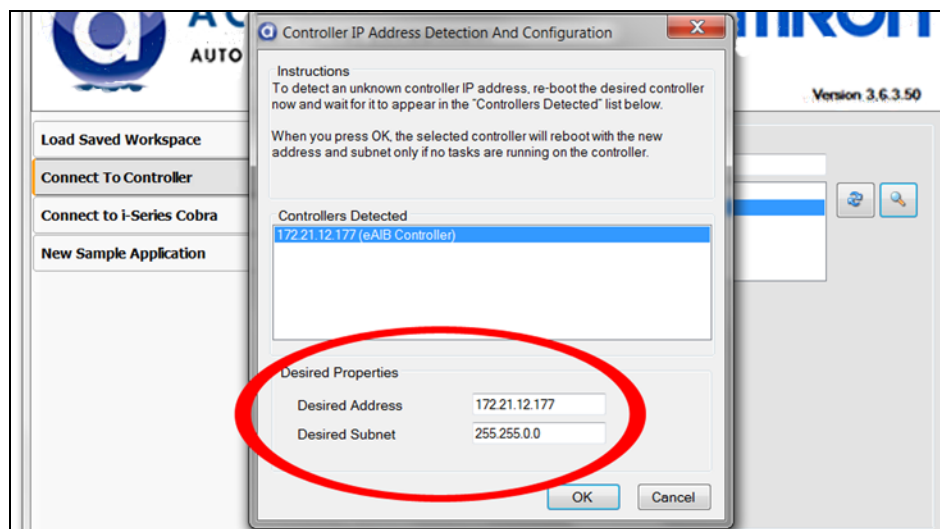 AUTO
Version 3.6.3.50
Load Saved Workspace
Connect To Controller
Connect to i-Series Cobra
New Sample Application
Controller IP Address Detection And Configuration
Instructions
To detect an unknown controller IP address, re-boot the desired controller
now and wait for it to appear in the "Controllers Detected" list below.
When you press OK, the selected controller will reboot with the new
address and subnet only if no tasks are running on the controller.
Controllers Detected
172.21.12.177 (eAIB Controller)
Desired Properties
Desired Address 172.21.12.177
Desired Subnet 255.255.0.0
OK Cancel